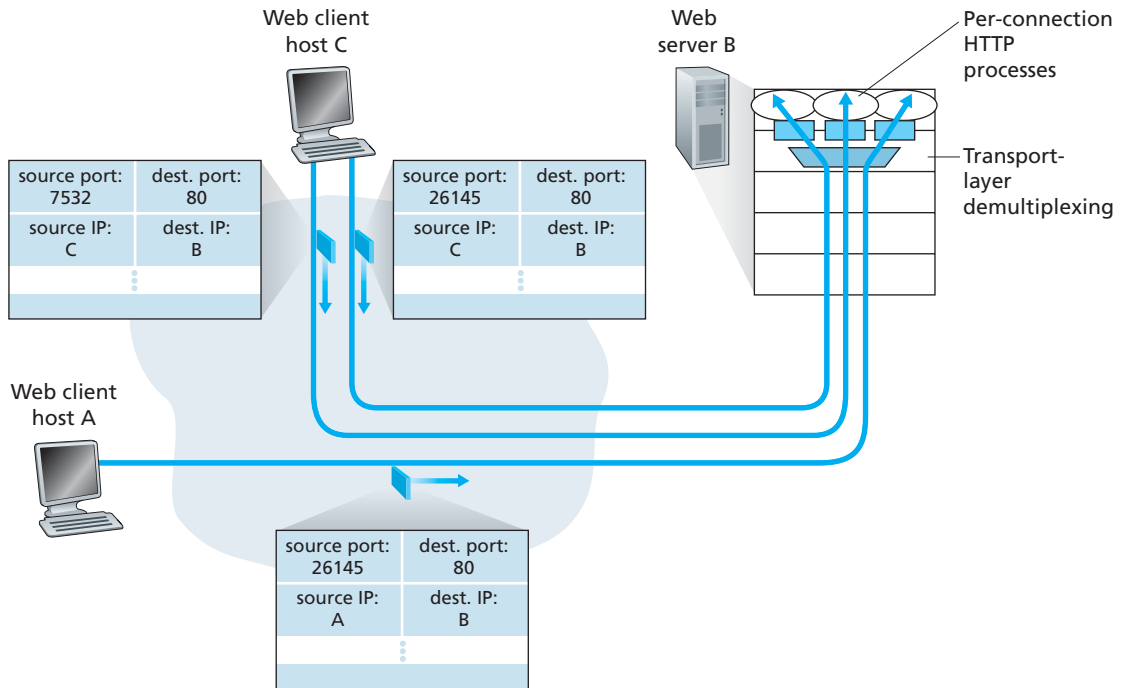 Web client
host C
Web
server B
Per-connection
HTTP
processes
Transport-
layer
demultiplexing
source port:
7532
dest. port:
80
source IP:
C
dest. IP:
B
source port:
26145
dest. port:
80
source IP:
C
dest. IP:
B
Web client
host A
source port:
26145
dest. port:
80
source IP:
A
dest. IP:
B